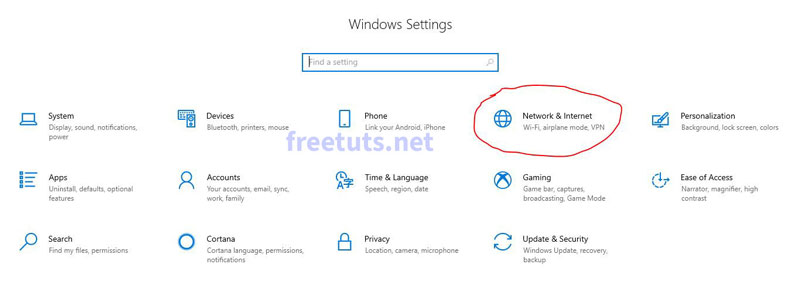 Windows Settings
Find a setting
System
Display, sound, notifications, power
Devices
Bluetooth, printers, mouse
Phone
Link your Android, iPhone
Network & Internet
Wi-Fi, airplane mode, VPN
Personalization
Background, lock screen, colors
freetuts.net
Apps
Uninstall, defaults, optional features
Accounts
Your accounts, email, sync, work, family
Time & Language
Speech, region, date
Gaming
Game bar, captures, broadcasting, Game Mode
Ease of Access
Narrator, magnifier, high contrast
Search
Find my files, permissions
Cortana
Cortana language, permissions, notifications
Privacy
Location, camera, microphone
Update & Security
Windows Update, recovery, backup